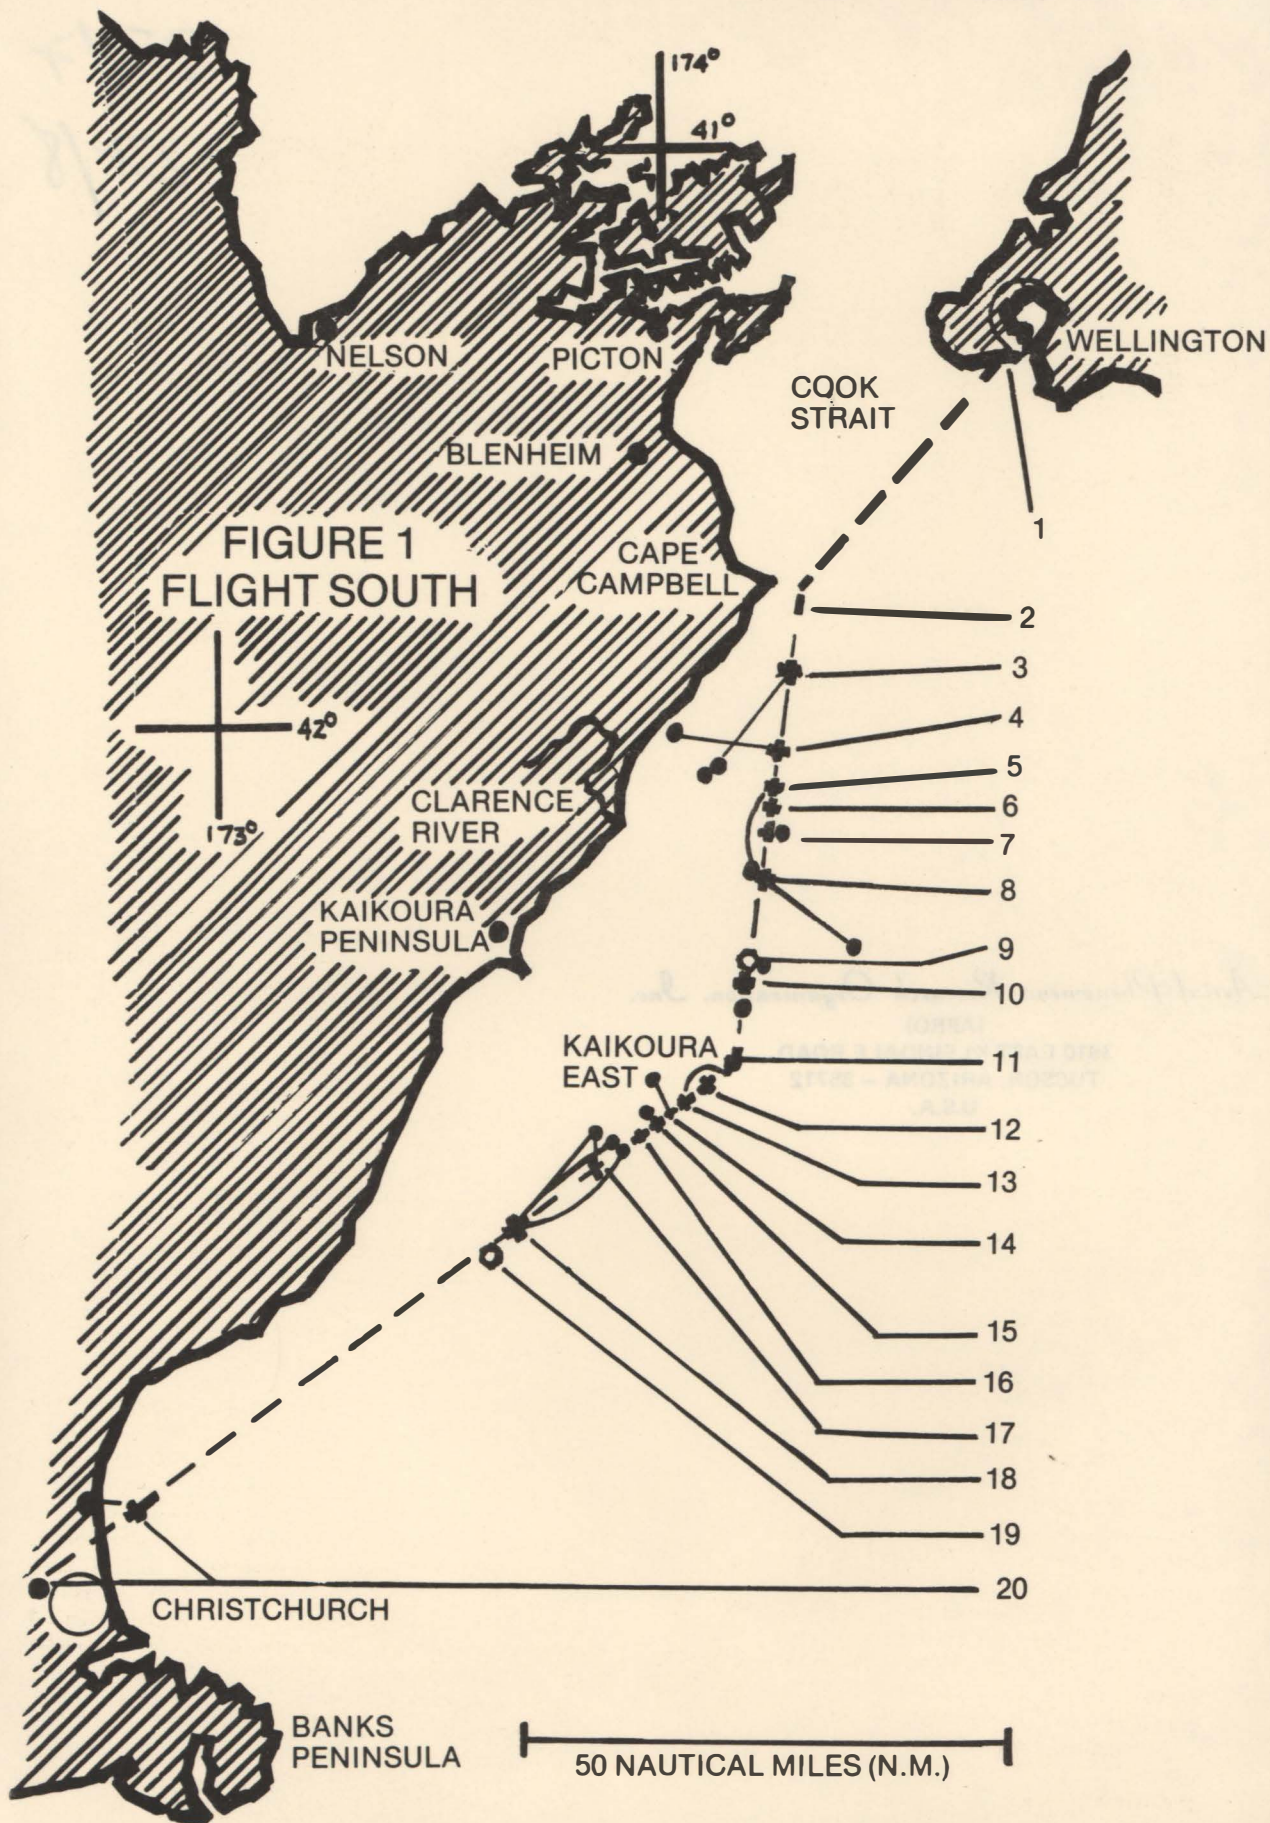 174°
41°
NELSON
PICTON
WELLINGTON
COOK
STRAIT
BLENHEIM
1
FIGURE 1
FLIGHT SOUTH
CAPE
CAMPBELL
2
3
42°
4
5
CLARENCE
RIVER
6
173°
7
8
KAIKOURA
PENINSULA
9
10
KAIKOURA
EAST
11
12
13
14
15
16
17
18
19
20
CHRISTCHURCH
BANKS
PENINSULA
50 NAUTICAL MILES (N.M.)